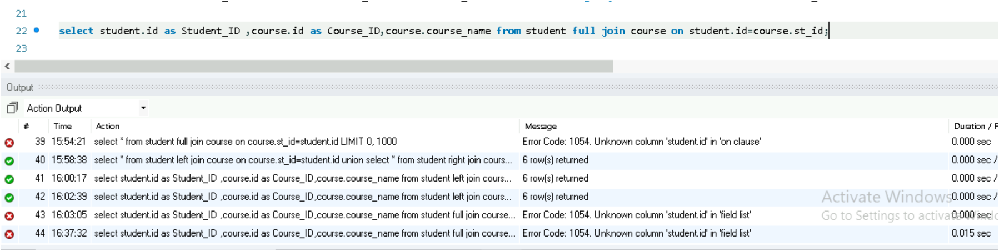 21
22 select student.id as Student_ID ,course.id as Course_ID,course.course_name from student full join course on student.id=course.st_id;
23
Output
Action Output
# Time Action Message Duration / F
39 15:54:21 select * from student full join course on course.st_id=student.id LIMIT 0, 1000 Error Code: 1054. Unknown column 'student.id' in 'on clause' 0.000 sec
40 15:58:38 select * from student left join course on course.st_id=student.id union select * from student right join cours... 6 row(s) returned 0.000 sec /
41 16:00:17 select student.id as Student_ID ,course.id as Course_ID,course.course_name from student left join cours... 6 row(s) returned 0.000 sec /
42 16:02:39 select student.id as Student_ID ,course.id as Course_ID,course.course_name from student left join cours... 6 row(s) returned 0.000 sec /
Activate Windows
43 16:03:05 select student.id as Student_ID ,course.id as Course_ID,course.course_name from student full join course... Error Code: 1054. Unknown column 'student.id' in 'field list' 0.000 sec
Go to Settings to activate Windo
44 16:37:32 select student.id as Student_ID ,course.id as Course_ID,course.course_name from student full join course... Error Code: 1054. Unknown column 'student.id' in 'field list' 0.015 sec